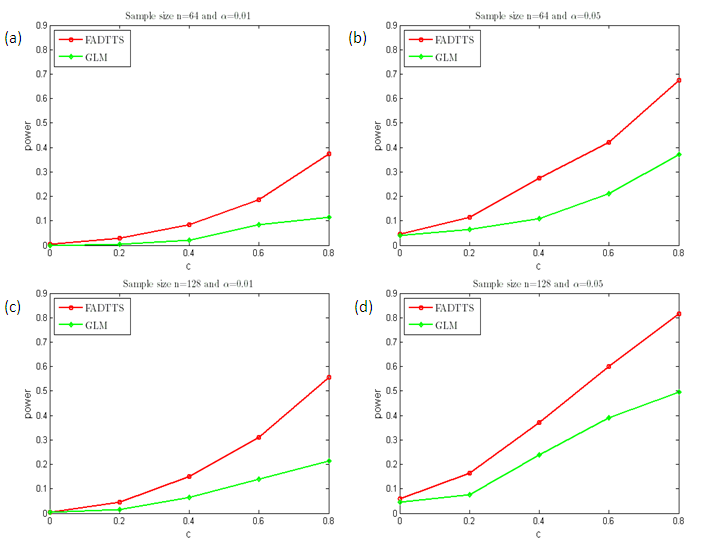 Sample size n=64 and α=0.01
(a)
FADTTS
GLM
power
0.9
0.8
0.7
0.6
0.5
0.4
0.3
0.2
0.1
0
0 0.2 0.4 0.6 0.8
c
Sample size n=64 and α=0.05
(b)
FADTTS
GLM
power
0.9
0.8
0.7
0.6
0.5
0.4
0.3
0.2
0.1
0
0 0.2 0.4 0.6 0.8
c
Sample size n=128 and α=0.01
(c)
FADTTS
GLM
power
0.9
0.8
0.7
0.6
0.5
0.4
0.3
0.2
0.1
0
0 0.2 0.4 0.6 0.8
c
Sample size n=128 and α=0.05
(d)
FADTTS
GLM
power
0.9
0.8
0.7
0.6
0.5
0.4
0.3
0.2
0.1
0
0 0.2 0.4 0.6 0.8
c